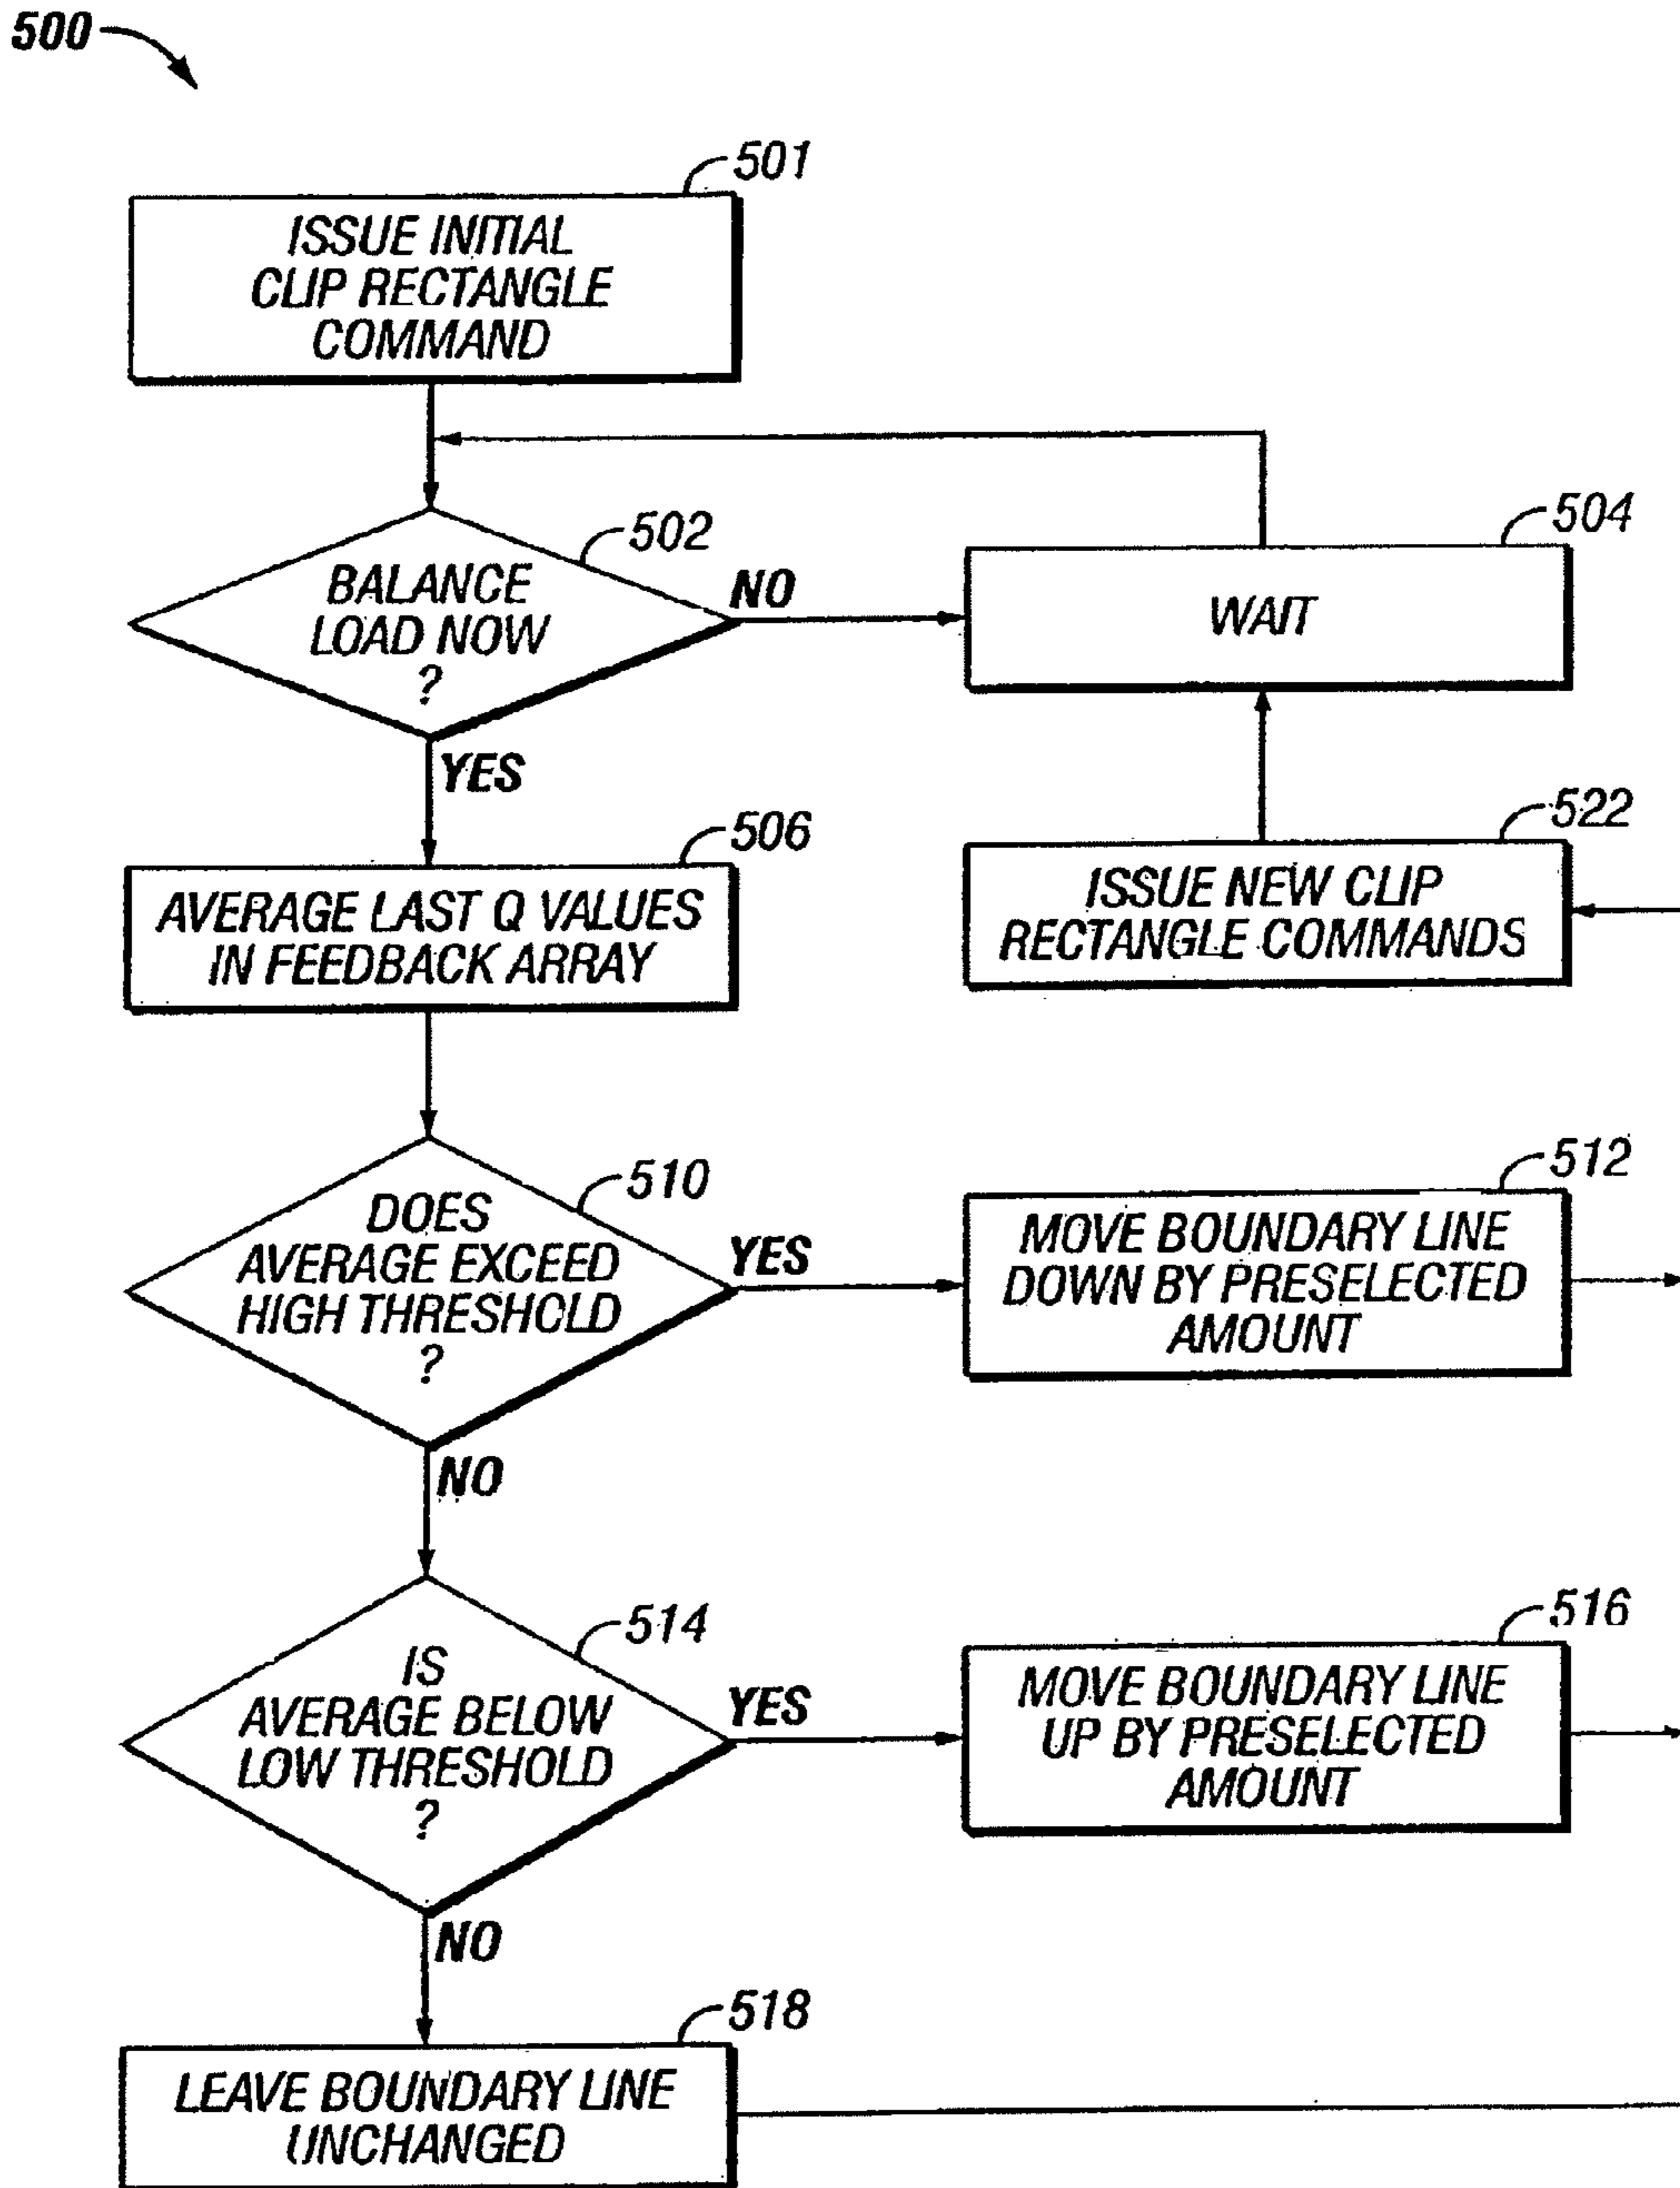 500
501
ISSUE INITIAL
CLIP RECTANGLE
COMMAND
502
BALANCE
LOAD NOW
?
NO
504
WAIT
YES
506
AVERAGE LAST Q VALUES
IN FEEDBACK ARRAY
522
ISSUE NEW CLIP
RECTANGLE COMMANDS
510
DOES
AVERAGE EXCEED
HIGH THRESHOLD
?
YES
512
MOVE BOUNDARY LINE
DOWN BY PRESELECTED
AMOUNT
NO
514
IS
AVERAGE BELOW
LOW THRESHOLD
?
YES
516
MOVE BOUNDARY LINE
UP BY PRESELECTED
AMOUNT
NO
518
LEAVE BOUNDARY LINE
UNCHANGED